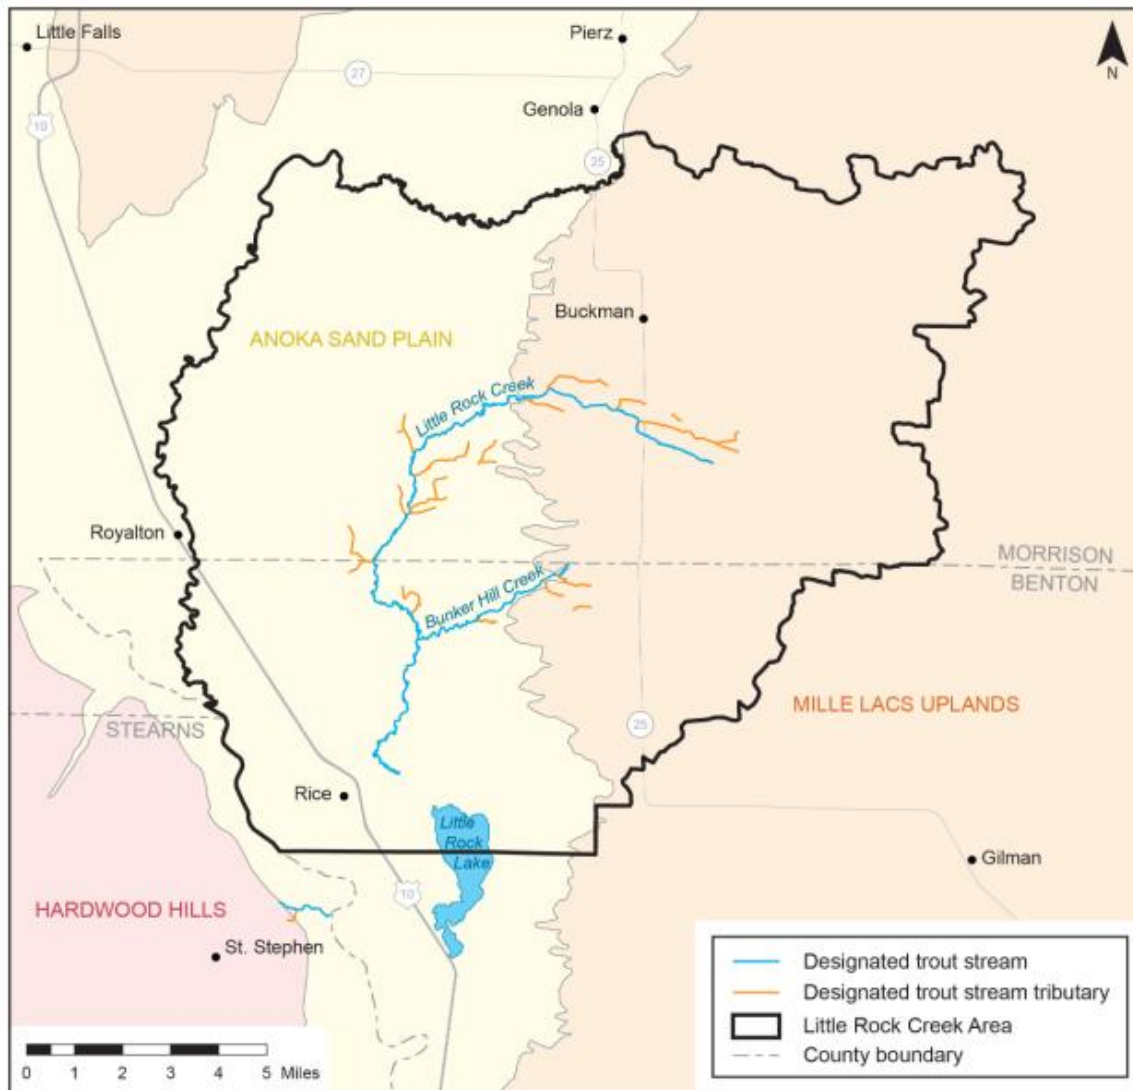 Little Falls
Pierz
N
27
10
Genola
25
Buckman
ANOKA SAND PLAIN
Little Rock Creek
Royalton
MORRISON
BENTON
Bunker Hill Creek
MILLE LACS UPLANDS
STEARNS
25
Rice
Little
Rock
Lake
Gilman
10
HARDWOOD HILLS
St. Stephen
Designated trout stream
Designated trout stream tributary
Little Rock Creek Area
County boundary
0 1 2 3 4 5 Miles